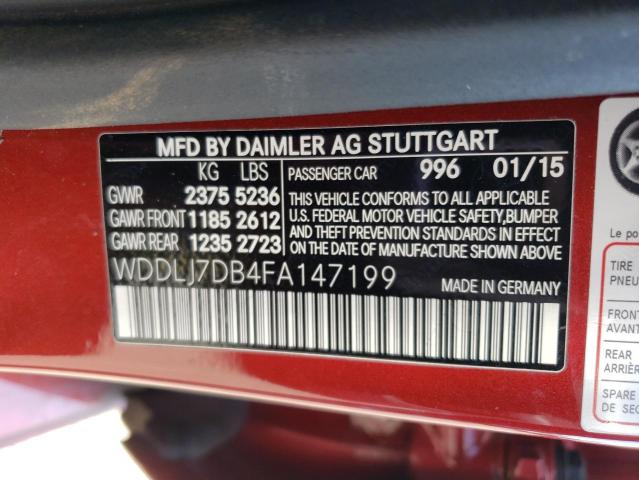 MFD BY DAIMLER AG STUTTGART
KG LBS
GVWR 2375 5236
GAWR FRONT 1185 2612
GAWR REAR 1235 2723
PASSENGER CAR 996 01/15
THIS VEHICLE CONFORMS TO ALL APPLICABLE
U.S. FEDERAL MOTOR VEHICLE SAFETY,BUMPER
AND THEFT PREVENTION STANDARDS IN EFFECT
ON THE DATE OF MANUFACTURE SHOWN ABOVE
WDDLJ7DB4FA147199
MADE IN GERMANY
Le po
TIRE
PNEU
FRONT
AVANT
REAR
ARRIÈR
SPARE
DE SEC